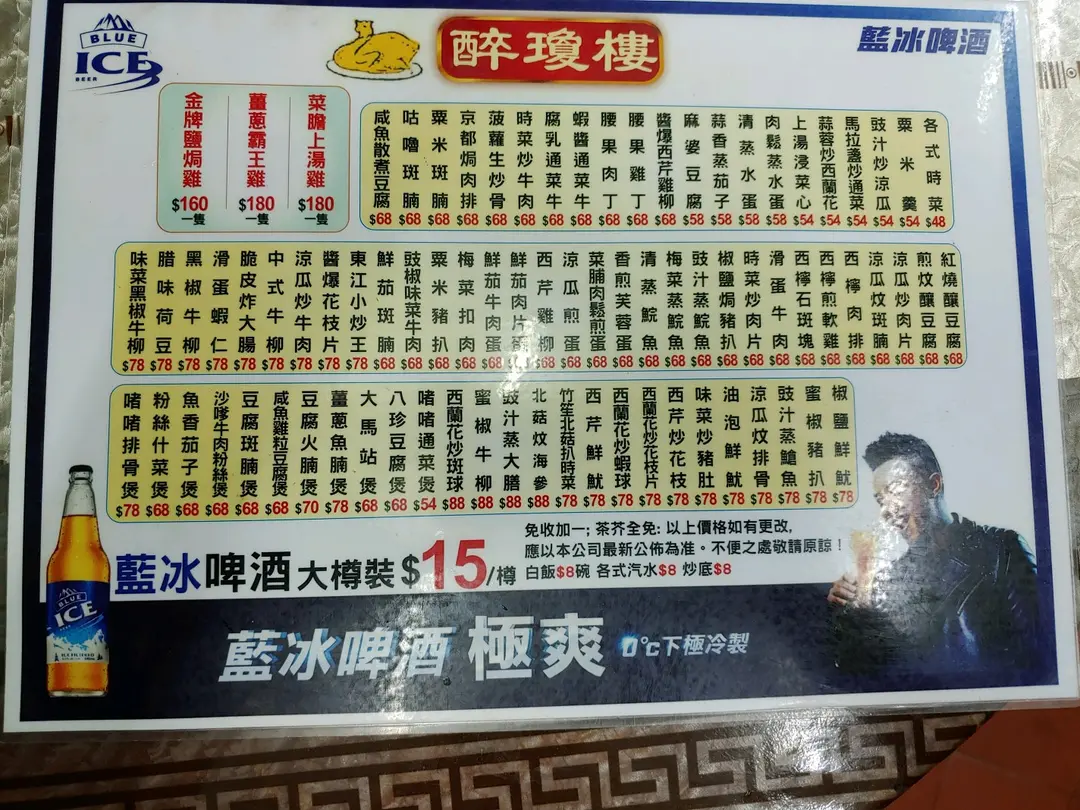 BLUE
ICE
BEER
醉瓊樓
藍冰啤酒
菜膽上湯雞 $180 一隻
薑蔥霸王雞 $180 一隻
金牌鹽焗雞 $160 一隻
各式時菜 $48
粟米羹 $54
豉汁炒涼瓜 $54
馬拉盞炒通菜 $54
蒜蓉炒西蘭花 $54
上湯浸菜心 $54
肉鬆蒸水蛋 $58
清蒸水蛋 $58
蒜香蒸茄子 $58
麻婆豆腐 $58
醬爆西芹雞柳 $68
腰果雞丁 $68
腰果肉丁 $68
蝦醬通菜牛 $68
腐乳通菜牛 $68
時菜炒牛肉 $68
菠蘿生炒骨 $68
京都焗肉排 $68
粟米斑腩 $68
咕嚕斑腩 $68
咸魚散煮豆腐 $68
紅燒釀豆腐 $68
煎炆釀豆腐 $68
涼瓜炒肉片 $68
涼瓜炆斑腩 $68
西檸肉排 $68
西檸煎軟雞 $68
西檸石斑塊 $68
滑蛋牛肉 $68
時菜炒肉片 $68
椒鹽焗豬扒 $68
豉汁蒸鯇魚 $68
梅菜蒸鯇魚 $68
清蒸鯇魚 $68
香煎芙蓉蛋 $68
菜脯肉鬆煎蛋 $68
涼瓜煎蛋 $68
西芹雞柳 $68
鮮茄肉片蛋 $68
鮮茄牛肉蛋 $68
梅菜扣肉 $68
粟米豬扒 $68
豉椒味菜牛肉 $68
鮮茄斑腩 $68
東江小炒王 $78
醬爆花枝片 $78
涼瓜炒牛肉 $78
中式牛柳 $78
脆皮炸大腸 $78
滑蛋蝦仁 $78
黑椒牛柳 $78
臘味荷豆 $78
味菜黑椒牛柳 $78
椒鹽鮮魷 $78
蜜椒豬扒 $78
豉汁蒸鱔魚 $78
涼瓜炆排骨 $78
油泡鮮魷 $78
味菜炒豬肚 $78
西芹炒花枝 $78
西蘭花炒花枝片 $78
西蘭花炒蝦球 $78
西芹鮮魷 $78
竹笙北菇扒時菜 $78
北菇炆海參 $88
豉汁蒸大膳 $88
蜜椒牛柳 $88
西蘭花炒斑球 $88
啫啫通菜煲 $54
八珍豆腐煲 $68
大馬站煲 $68
薑蔥魚腩煲 $78
豆腐火腩煲 $70
咸魚雞粒豆腐煲 $68
豆腐斑腩煲 $68
沙嗲牛肉粉絲煲 $68
魚香茄子煲 $68
粉絲什菜煲 $68
啫啫排骨煲 $78
免收加一; 茶芥全免: 以上價格如有更改,
應以本公司最新公佈為准。不便之處敬請原諒!
白飯$8碗 各式汽水$8 炒底$8
藍冰啤酒 大樽裝 $15/樽
藍冰啤酒 極爽 0°c下極冷製
BLUE
ICE